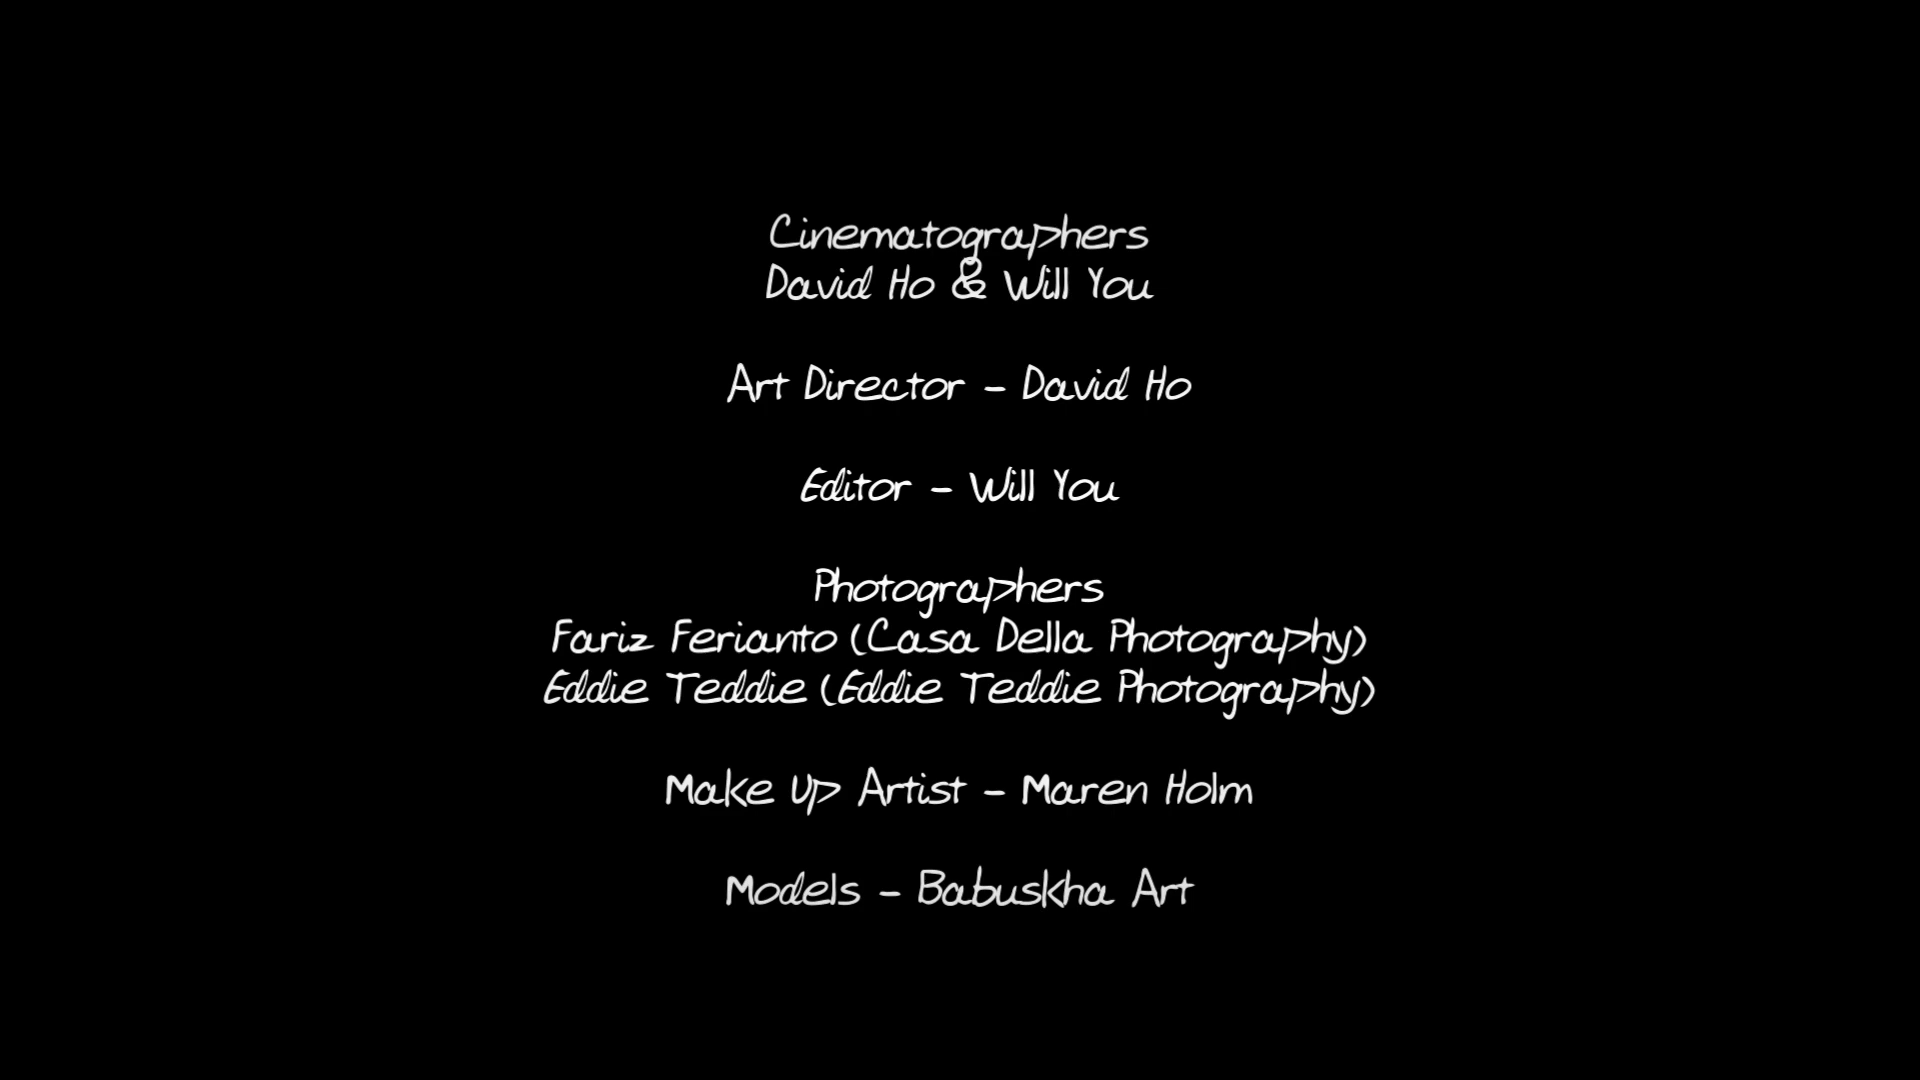 Cinematographers
David Ho & Will You
Art Director - David Ho
Editor - Will You
Photographers
Fariz Ferianto (Casa Della Photography)
Eddie Teddie (Eddie Teddie Photography)
Make Up Artist - Maren Holm
Models - Babuskha Art